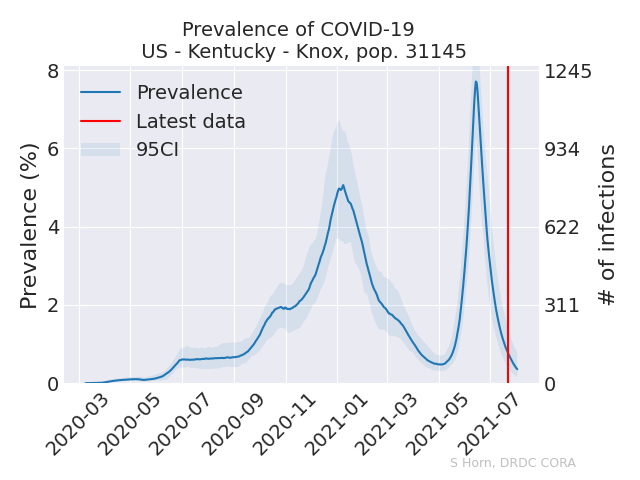 Prevalence of COVID-19
US - Kentucky - Knox, pop. 31145
Prevalence
Latest data
95CI
Prevalence (%)
8
6
4
2
0
1245
934
622
311
0
# of infections
2020-03
2020-05
2020-07
2020-09
2020-11
2021-01
2021-03
2021-05
2021-07
S Horn, DRDC CORA